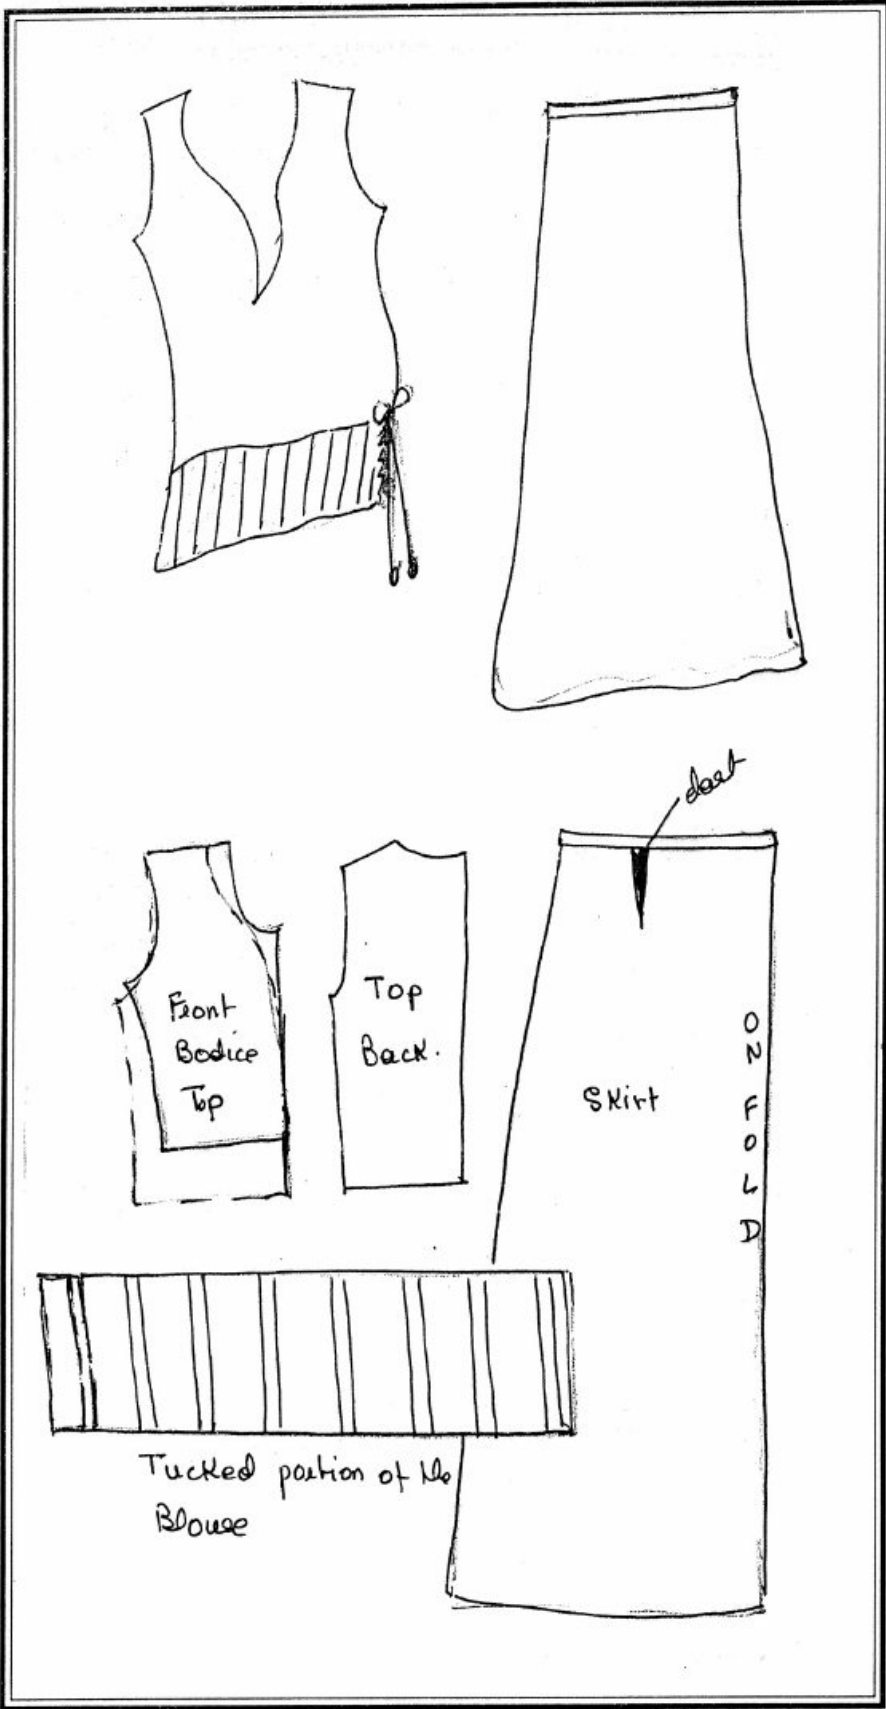 dart
Front
Bodice
Top
Top
Back.
Skirt
ON FOLD
Tucked portion of the
Blouse